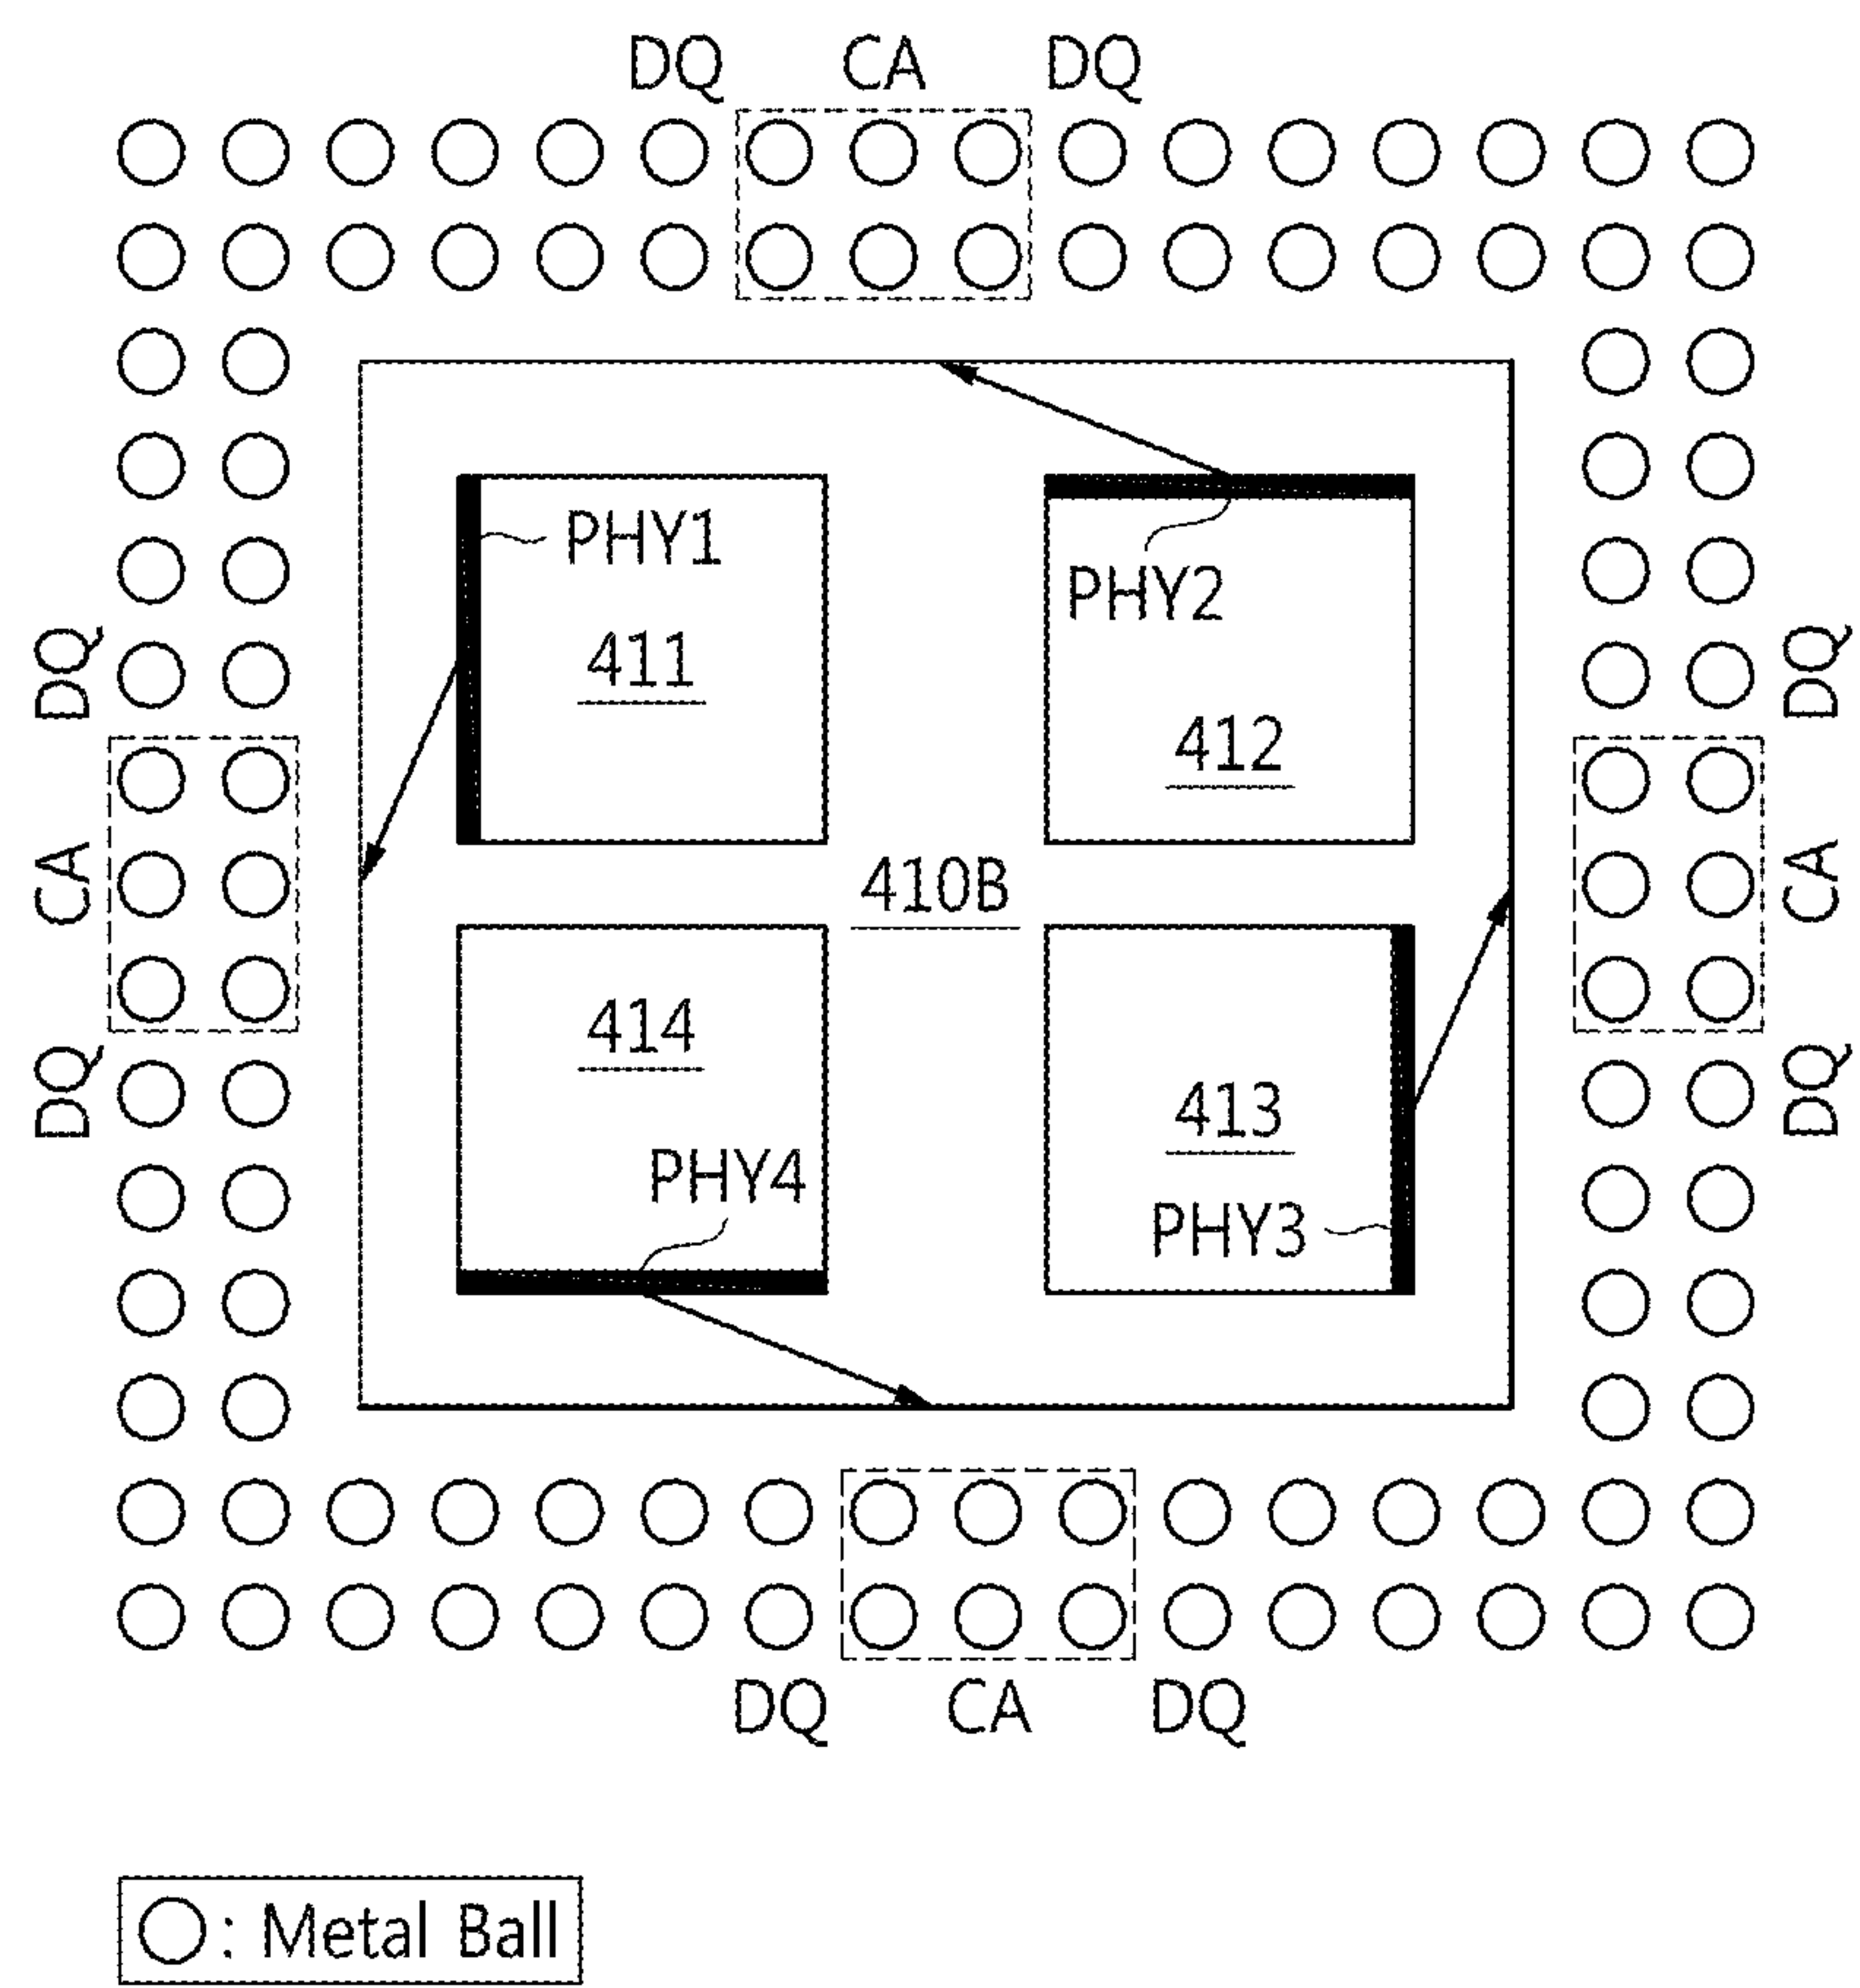 DQ CA DQ
PHY1
PHY2
411
412
DQ
CA
DQ
410B
DQ
CA
DQ
414
413
PHY4
PHY3
DQ CA DQ
: Metal Ball